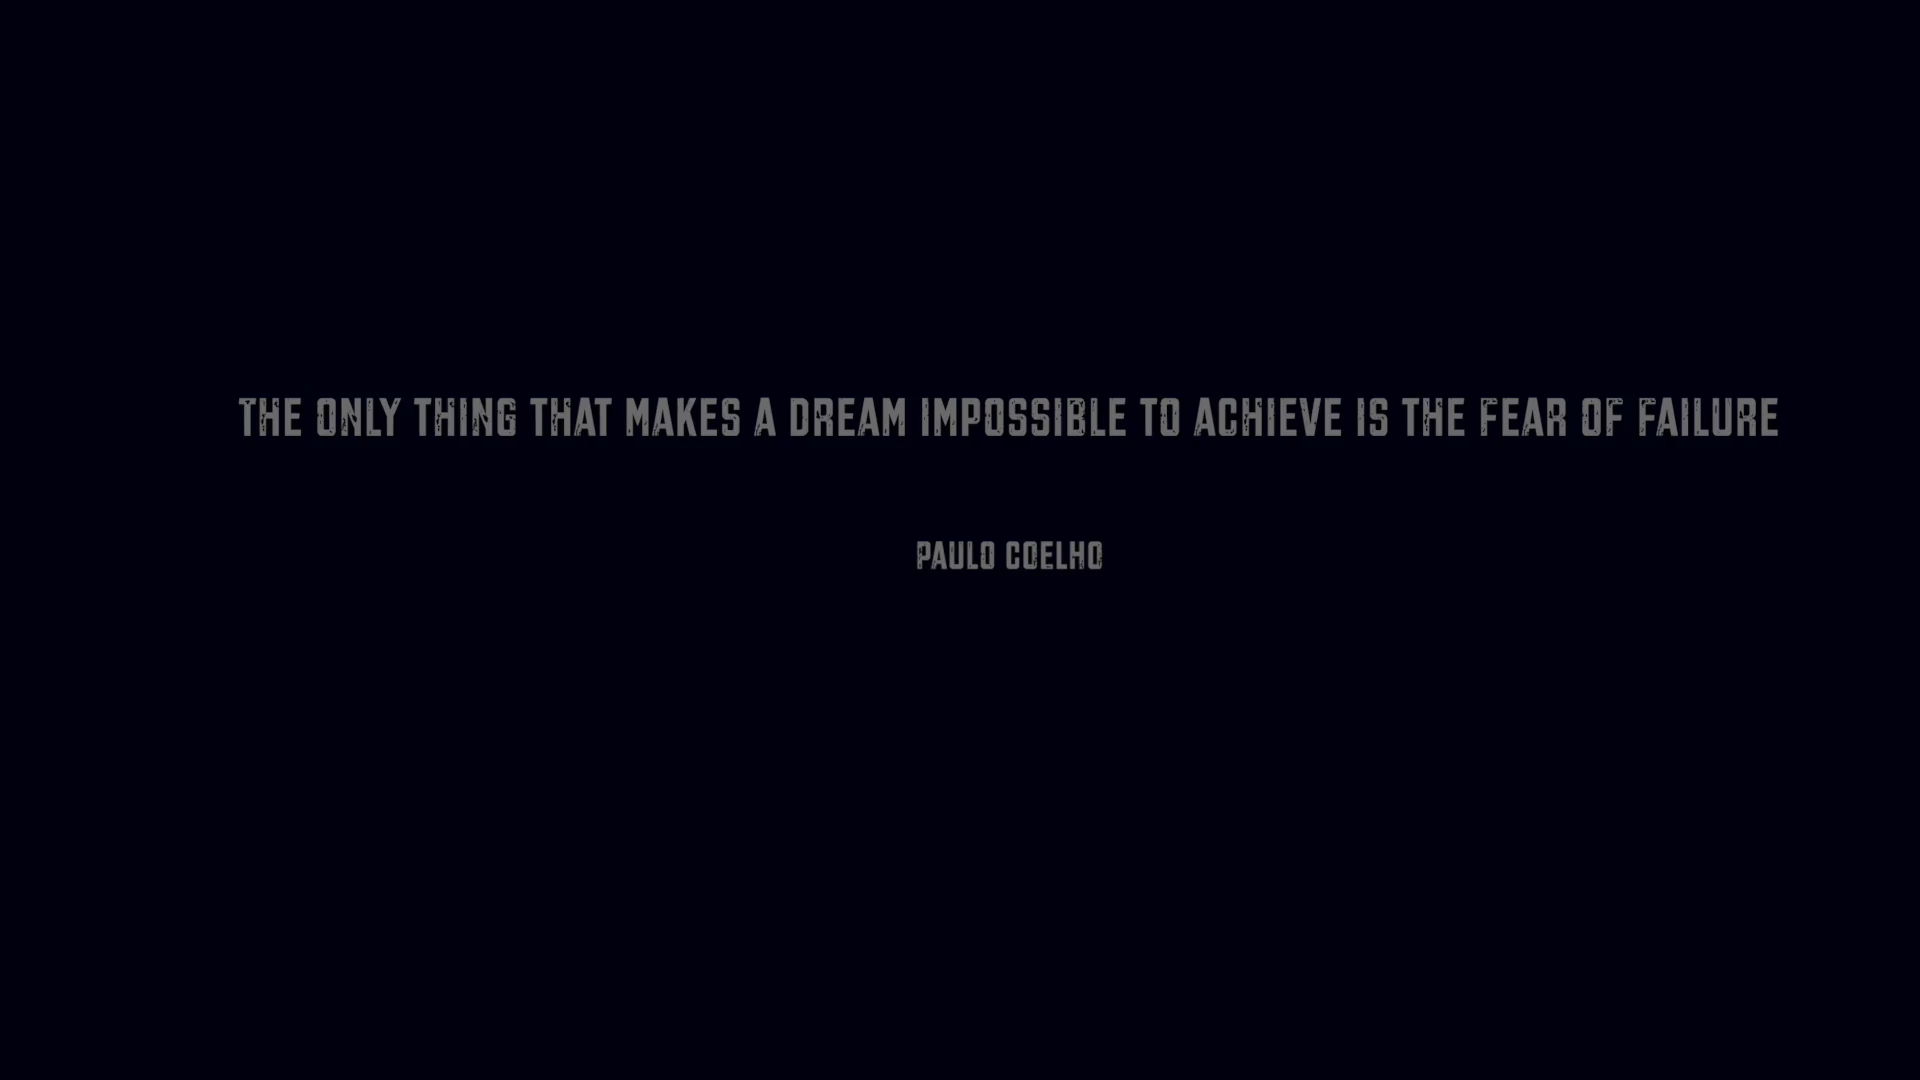 THE ONLY THING THAT MAKES A DREAM IMPOSSIBLE TO ACHIEVE IS THE FEAR OF FAILURE
PAULO COELHO